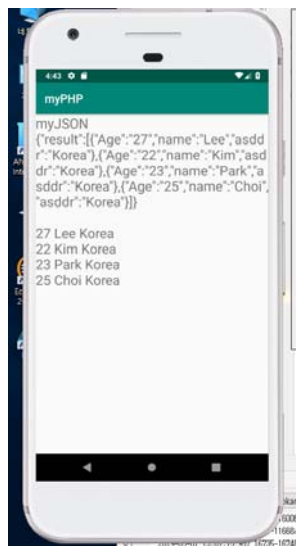 4:43
myPHP
myJSON
{"result":[{"Age":"27","name":"Lee","asdd
r":"Korea"},{"Age":"22","name":"Kim","asd
dr":"Korea"},{"Age":"23","name":"Park","a
sddr":"Korea"},{"Age":"25","name":"Choi",
"asddr":"Korea"}]}
27 Lee Korea
22 Kim Korea
23 Park Korea
25 Choi Korea